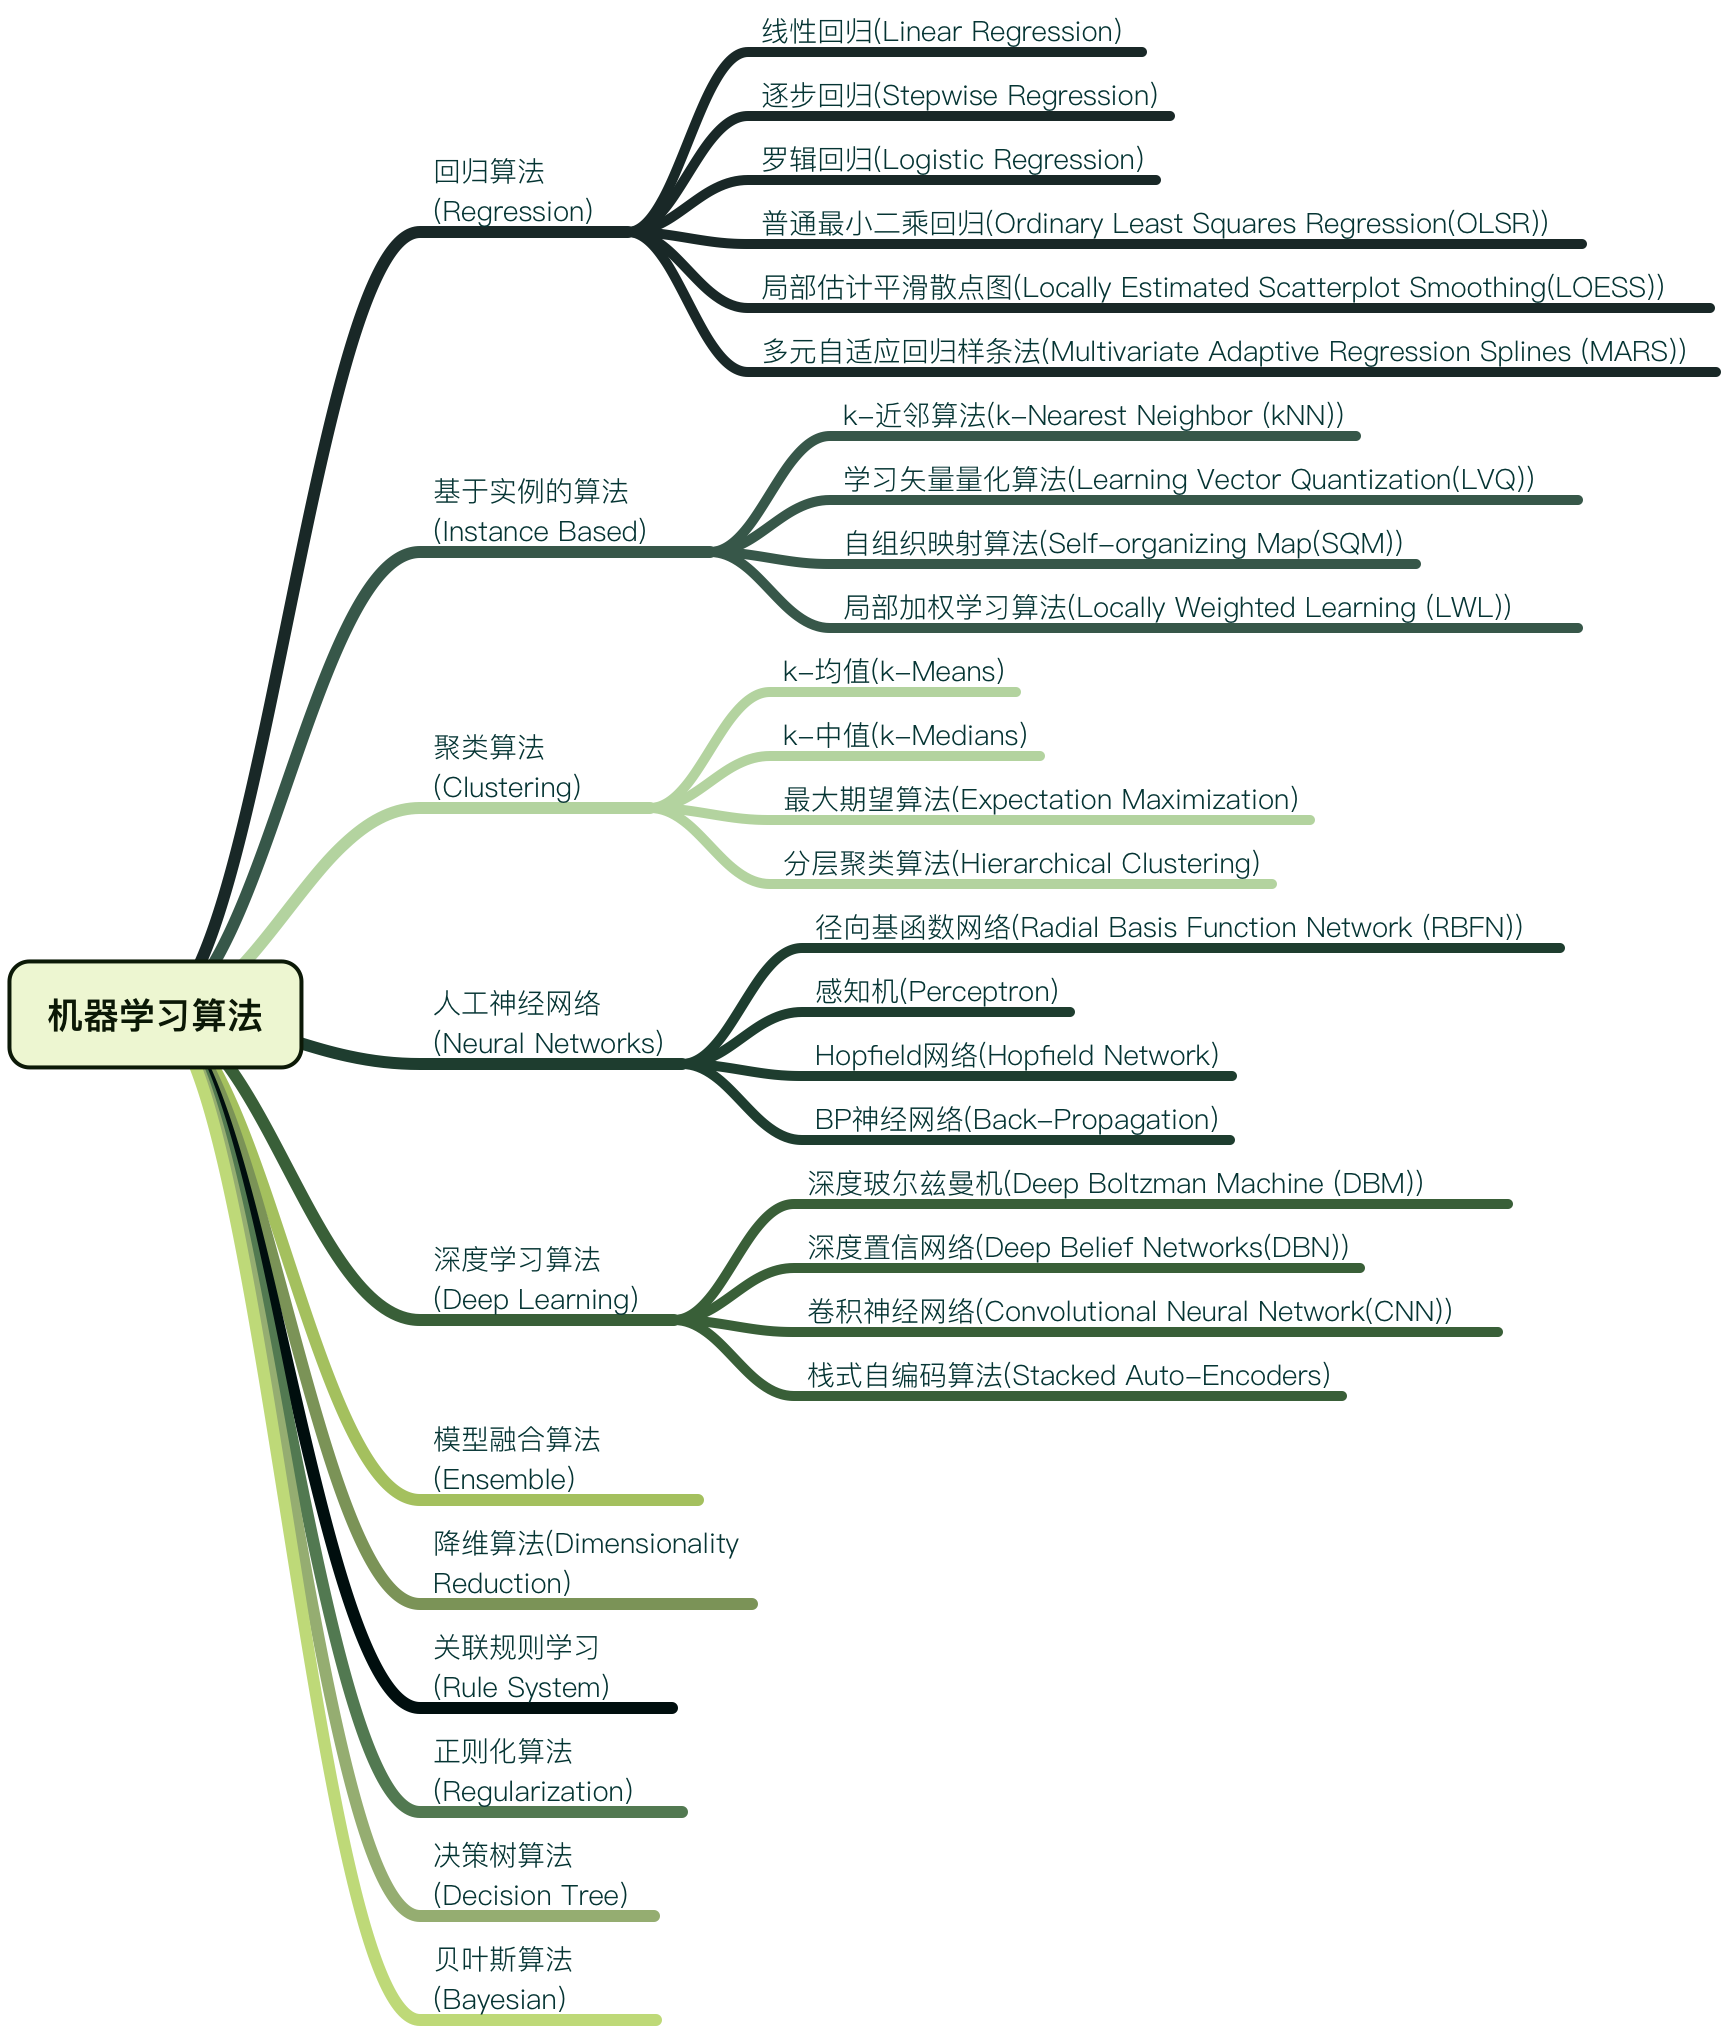 机器学习算法
回归算法
(Regression)
线性回归(Linear Regression)
逐步回归(Stepwise Regression)
罗辑回归(Logistic Regression)
普通最小二乘回归(Ordinary Least Squares Regression(OLSR))
局部估计平滑散点图(Locally Estimated Scatterplot Smoothing(LOESS))
多元自适应回归样条法(Multivariate Adaptive Regression Splines (MARS))
基于实例的算法
(Instance Based)
k-近邻算法(k-Nearest Neighbor (kNN))
学习矢量量化算法(Learning Vector Quantization(LVQ))
自组织映射算法(Self-organizing Map(SQM))
局部加权学习算法(Locally Weighted Learning (LWL))
聚类算法
(Clustering)
k-均值(k-Means)
k-中值(k-Medians)
最大期望算法(Expectation Maximization)
分层聚类算法(Hierarchical Clustering)
人工神经网络
(Neural Networks)
径向基函数网络(Radial Basis Function Network (RBFN))
感知机(Perceptron)
Hopfield网络(Hopfield Network)
BP神经网络(Back-Propagation)
深度学习算法
(Deep Learning)
深度玻尔兹曼机(Deep Boltzman Machine (DBM))
深度置信网络(Deep Belief Networks(DBN))
卷积神经网络(Convolutional Neural Network(CNN))
栈式自编码算法(Stacked Auto-Encoders)
模型融合算法
(Ensemble)
降维算法(Dimensionality
Reduction)
关联规则学习
(Rule System)
正则化算法
(Regularization)
决策树算法
(Decision Tree)
贝叶斯算法
(Bayesian)